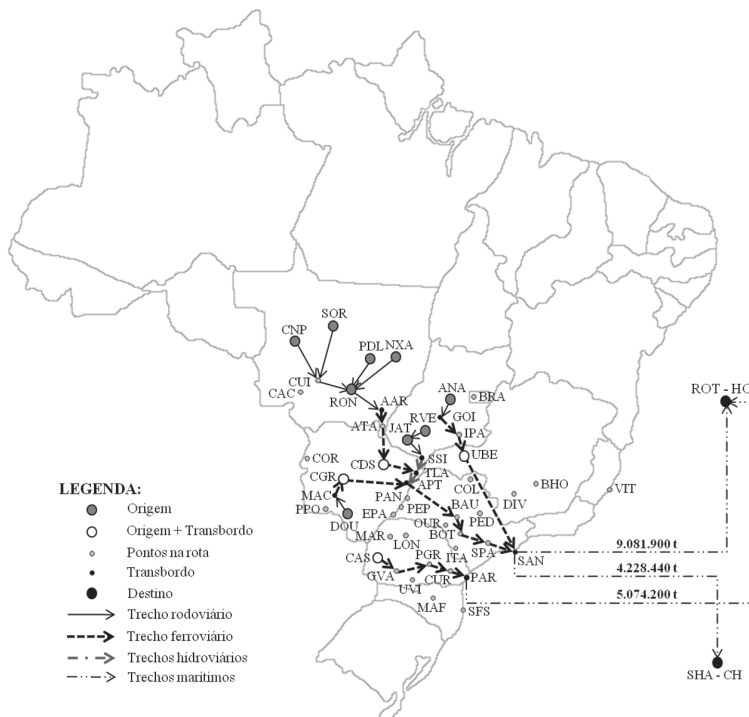 SOR
CNP
PDL NXA
CUI
CAC
RON
AAR
ANA
BRA
ATA
JAT
RVE
GOI
IPA
ROT - HO
COR
CDS
SSI
UBE
TLA
CGR
APT
COL
BHO
VIT
MAC
PAN
DIV
PPO
DOU
EPA
PEP
BAU
PED
OUR
MAR
LON
BOT
SPA
SAN
CAS
PGR
ITA
GVA
CUR
PAR
UVI
MAF
SFS
9.081.900 t
4.228.440 t
5.074.200 t
SHA - CH
LEGENDA:
Origem
Origem + Transbordo
Pontos na rota
Transbordo
Destino
Trecho rodoviário
Trecho ferroviário
Trechos hidroviários
Trechos marítimos